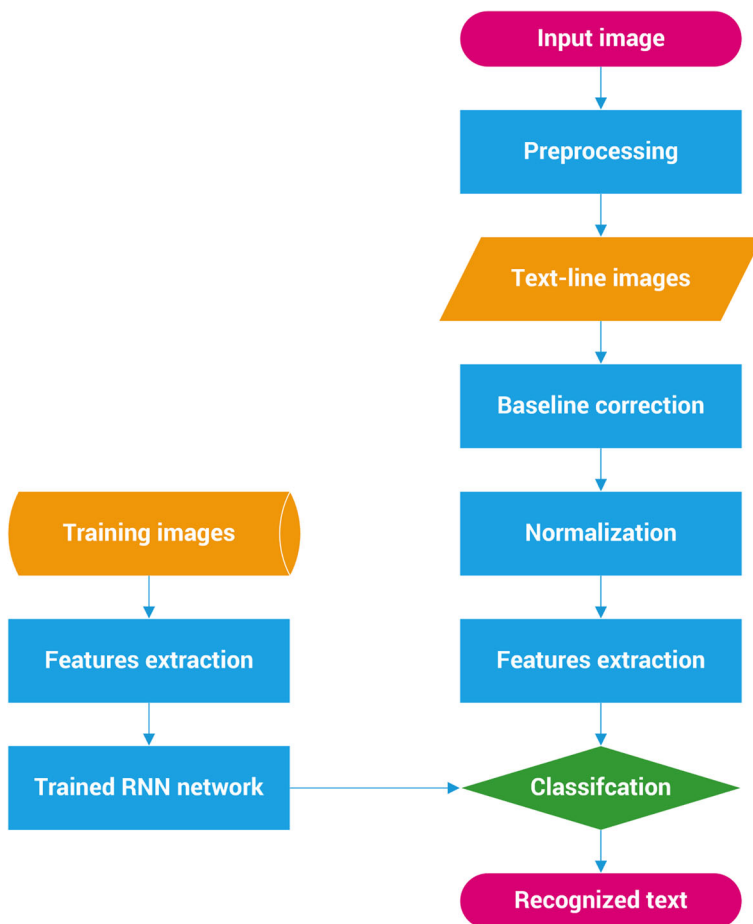 Input image
Preprocessing
Text-line images
Baseline correction
Training images
Normalization
Features extraction
Features extraction
Trained RNN network
Classifcation
Recognized text